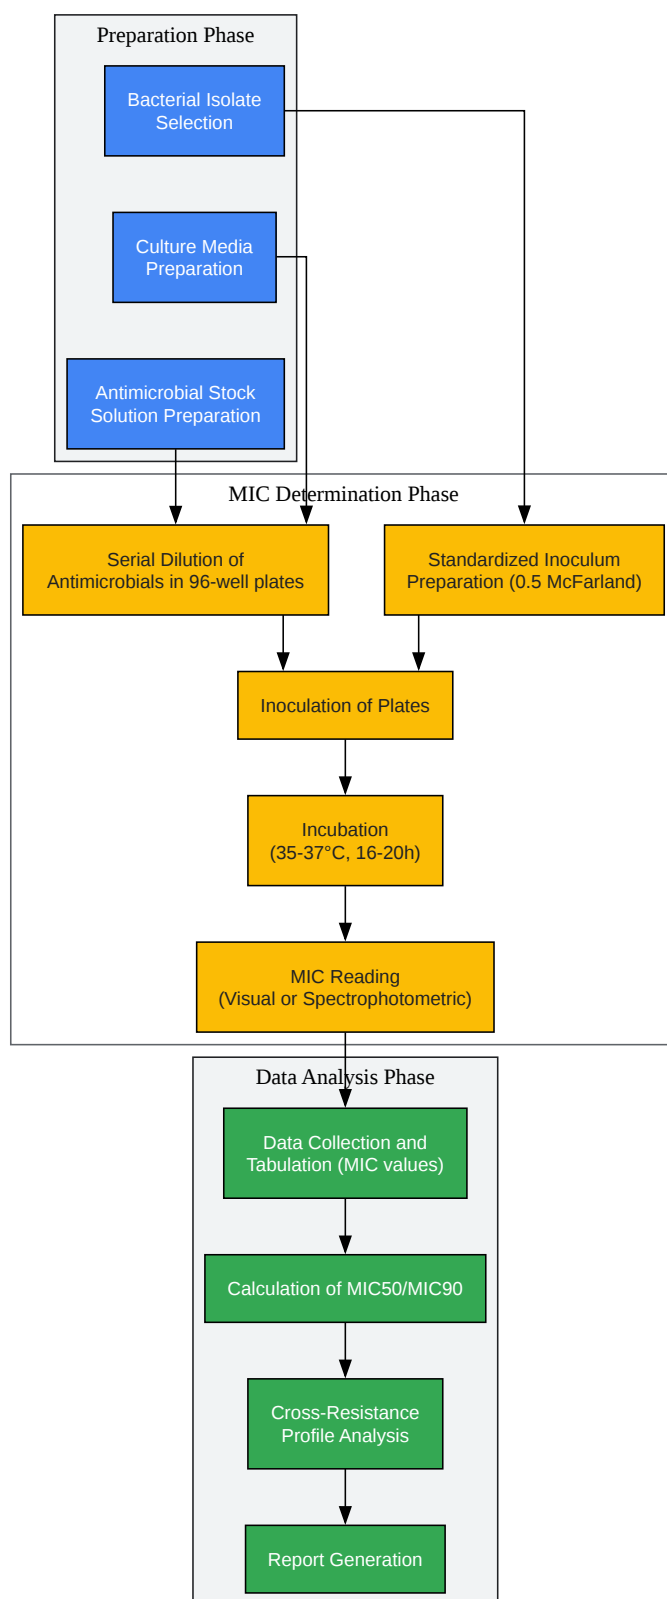 Preparation Phase
Bacterial Isolate
Selection
Culture Media
Preparation
Antimicrobial Stock
Solution Preparation
MIC Determination Phase
Serial Dilution of
Antimicrobials in 96-well plates
Standardized Inoculum
Preparation (0.5 McFarland)
Inoculation of Plates
Incubation
(35-37°C, 16-20h)
MIC Reading
(Visual or Spectrophotometric)
Data Analysis Phase
Data Collection and
Tabulation (MIC values)
Calculation of MIC50/MIC90
Cross-Resistance
Profile Analysis
Report Generation